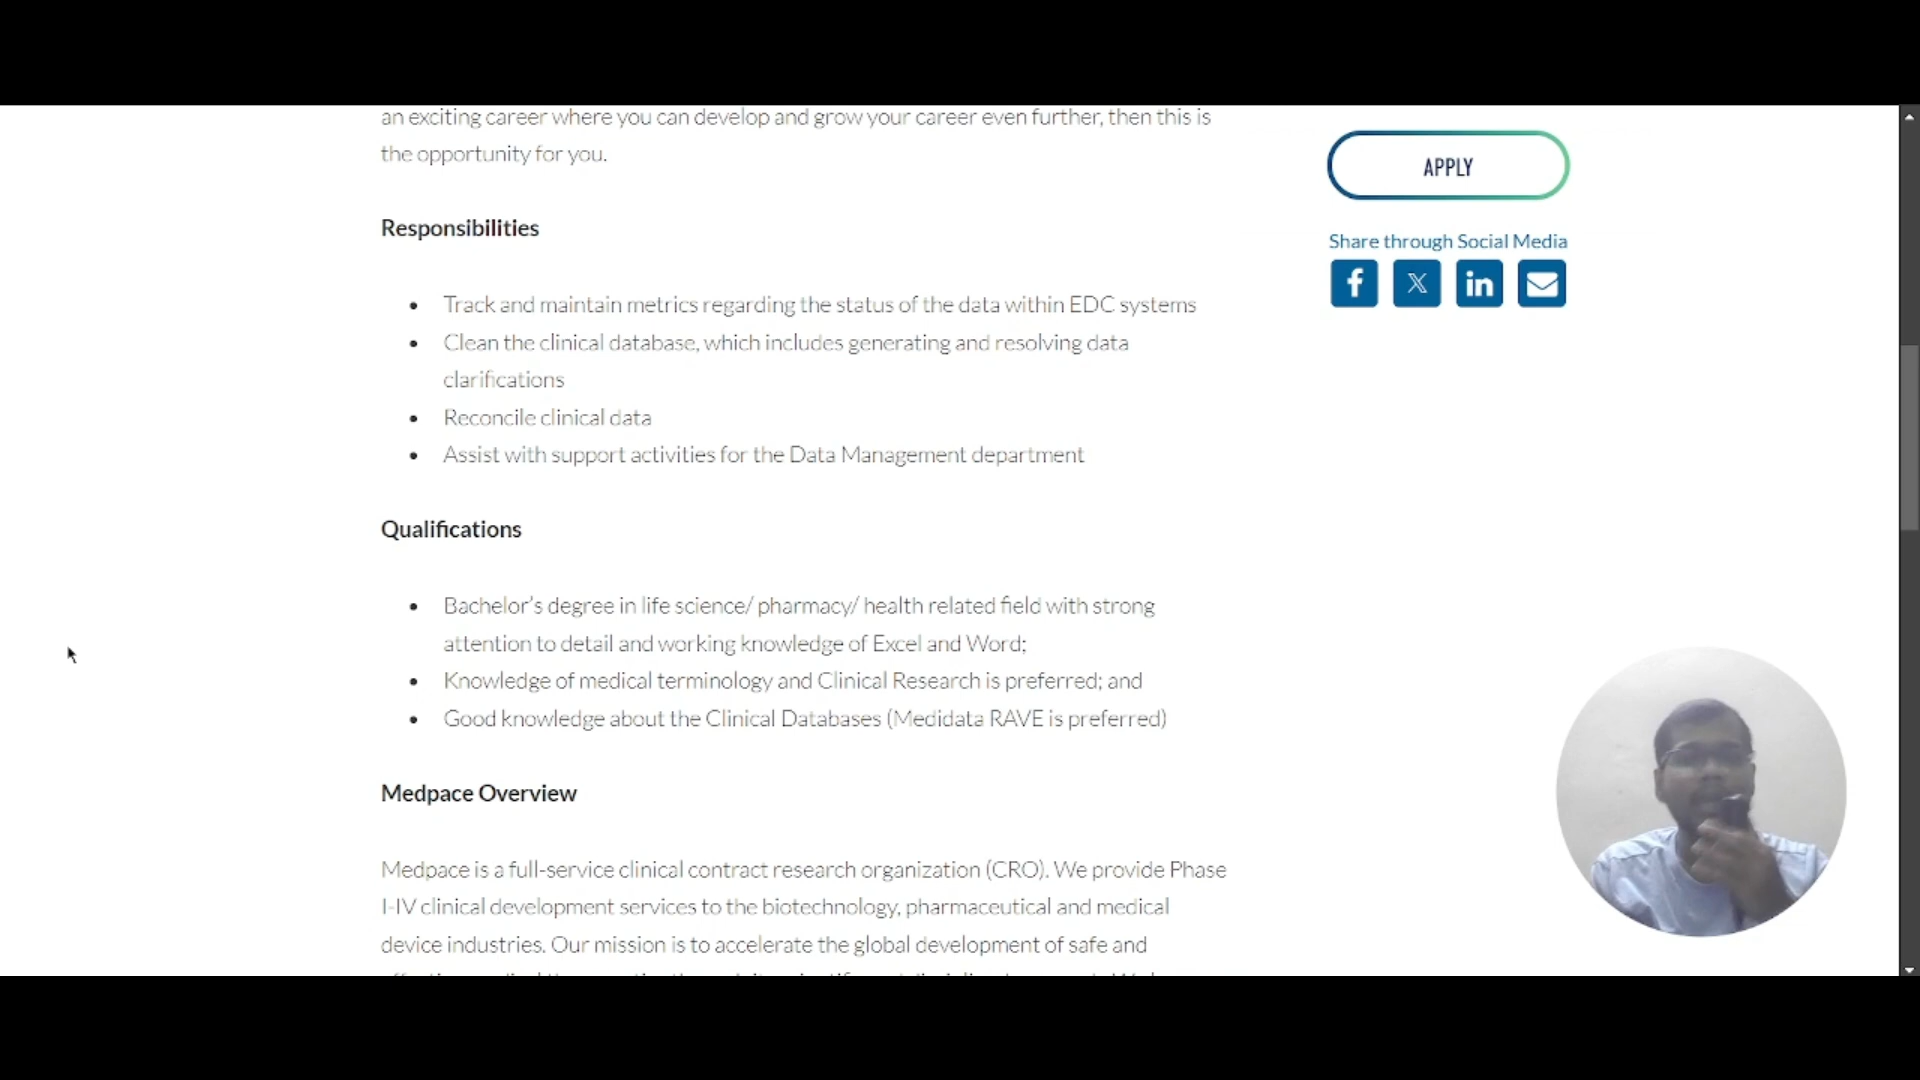 an exciting career where you can develop and grow your career even further, then this is
the opportunity for you.
APPLY
Share through Social Media
Responsibilities
Track and maintain metrics regarding the status of the data within EDC systems
Clean the clinical database, which includes generating and resolving data
clarifications
Reconcile clinical data
Assist with support activities for the Data Management department
Qualifications
Bachelor’s degree in life science/ pharmacy/ health related field with strong
attention to detail and working knowledge of Excel and Word;
Knowledge of medical terminology and Clinical Research is preferred; and
Good knowledge about the Clinical Databases (Medidata RAVE is preferred)
Medpace Overview
Medpace is a full-service clinical contract research organization (CRO). We provide Phase
I-IV clinical development services to the biotechnology, pharmaceutical and medical
device industries. Our mission is to accelerate the global development of safe and